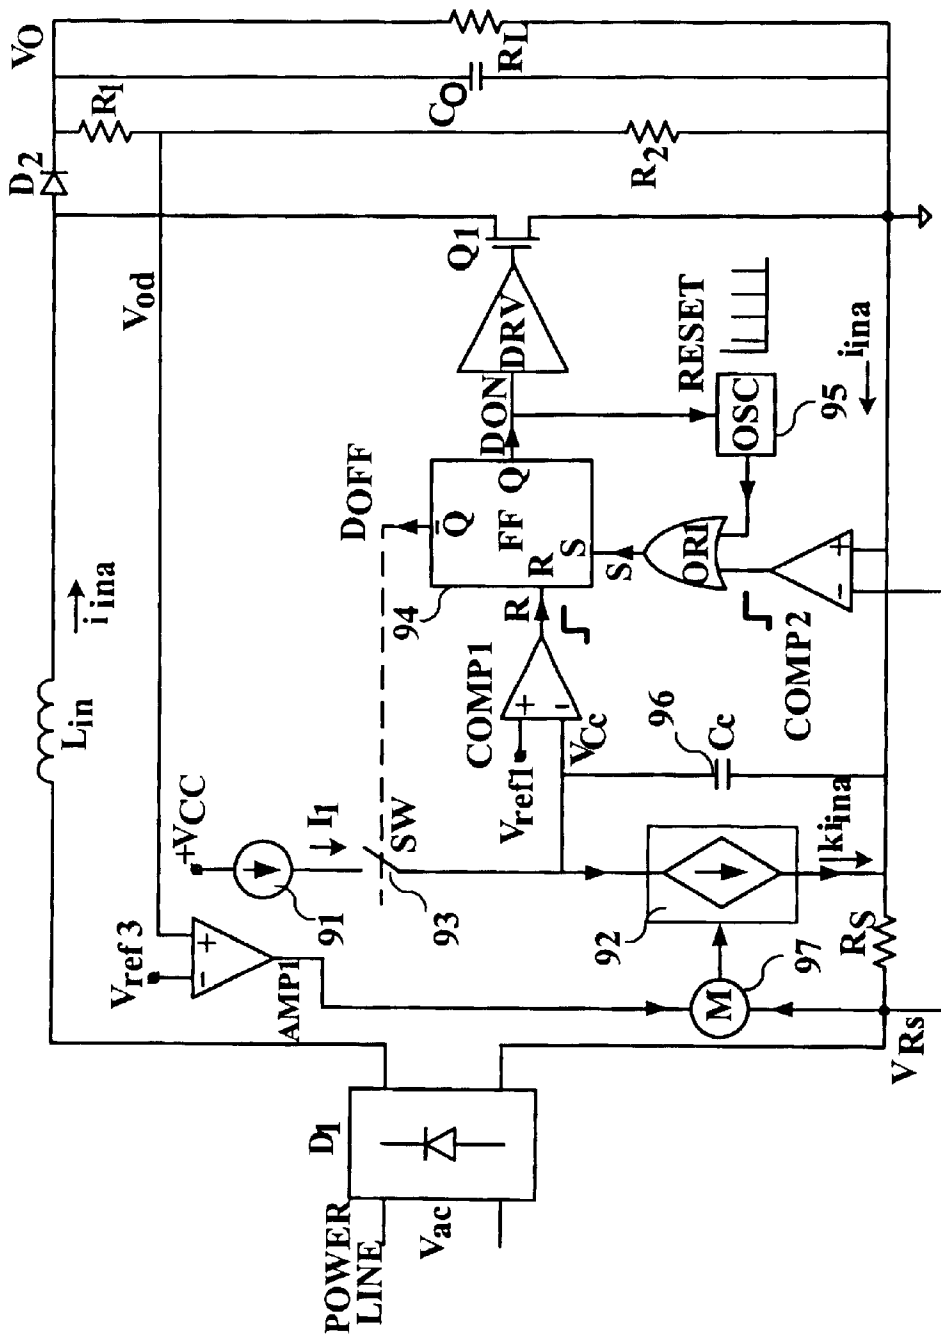 POWER
LINE
Vac
D1
Lin
iina
D2
VO
Vod
R1
CO
RL
R2
Vref3
+VCC
AMP1
91
I1
SW
93
DOFF
94
Q
FF
Q
R
S
DON
DRV
Q1
COMP1
Vref1
VCc
R
S
OR1
RESET
OSC
95
iina
COMP2
96
Cc
92
kiina
M
97
RS
VRs
+
-
+
-
+
-